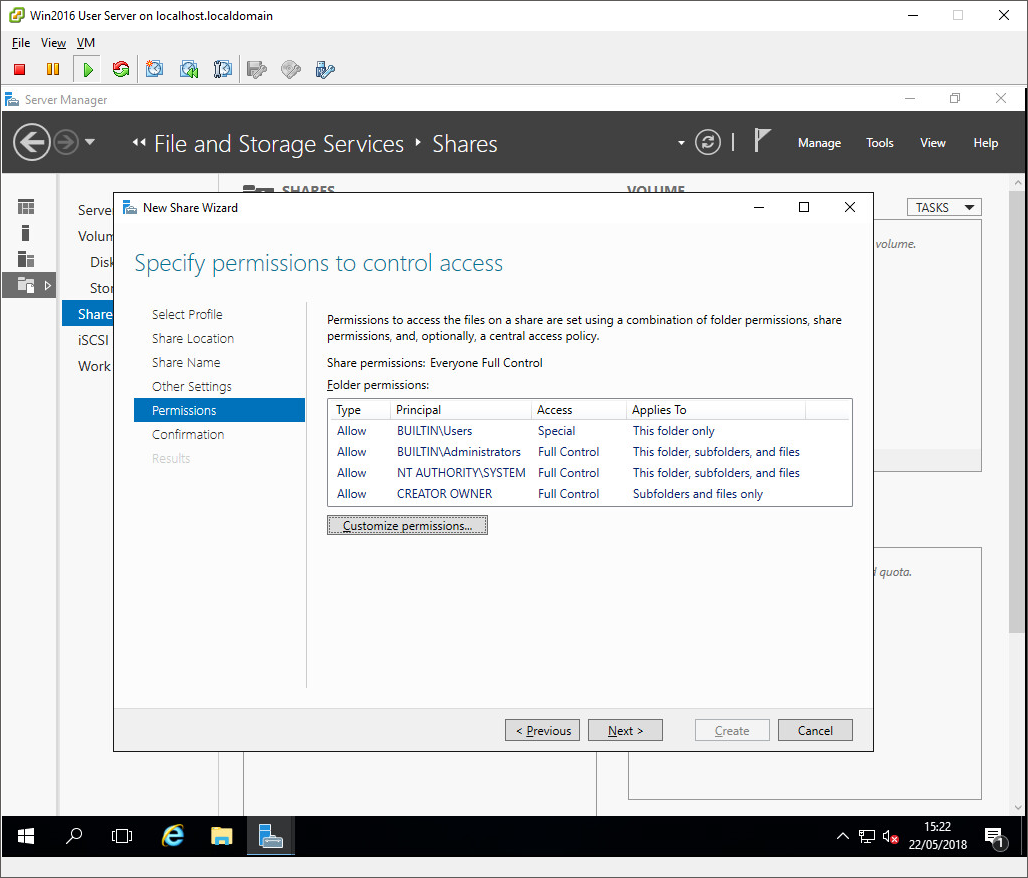 Win2016 User Server on localhost.localdomain
File View VM
Server Manager
File and Storage Services Shares
Manage Tools View Help
SHARES
VOLUME
TASKS
Serve
Volum
Disk
Stor
Share
iSCSI
Work
volume.
quota.
New Share Wizard
Specify permissions to control access
Select Profile
Share Location
Share Name
Other Settings
Permissions
Confirmation
Results
Permissions to access the files on a share are set using a combination of folder permissions, share
permissions, and, optionally, a central access policy.
Share permissions: Everyone Full Control
Folder permissions:
Type Principal Access Applies To
Allow BUILTIN\Users Special This folder only
Allow BUILTIN\Administrators Full Control This folder, subfolders, and files
Allow NT AUTHORITY\SYSTEM Full Control This folder, subfolders, and files
Allow CREATOR OWNER Full Control Subfolders and files only
Customize permissions...
< Previous Next > Create Cancel
15:22
22/05/2018
1